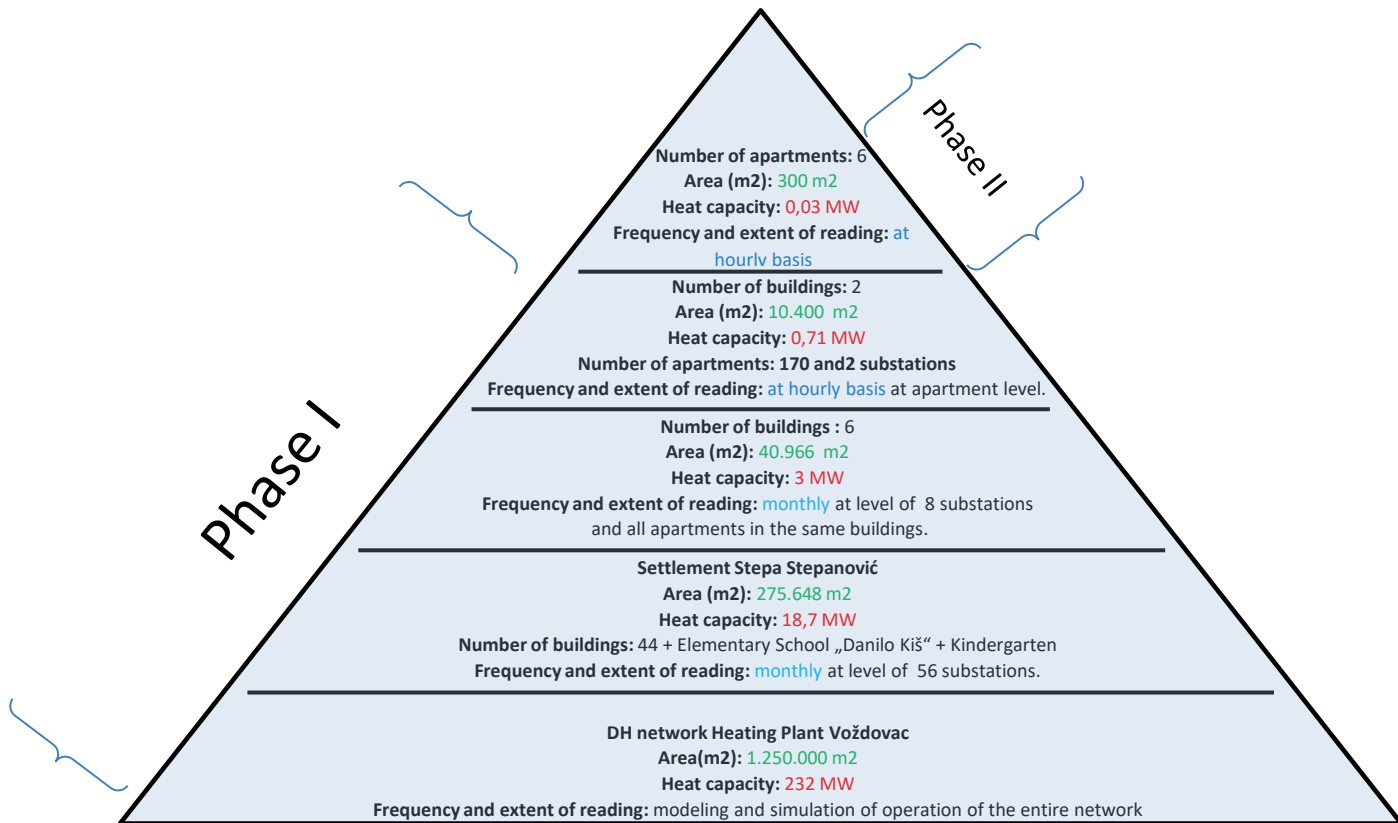 Phase II
Number of apartments: 6
Area (m2): 300 m2
Heat capacity: 0,03 MW
Frequency and extent of reading: at
hourly basis
Number of buildings: 2
Area (m2): 10.400 m2
Heat capacity: 0,71 MW
Number of apartments: 170 and2 substations
Frequency and extent of reading: at hourly basis at apartment level.
Phase I
Number of buildings : 6
Area (m2): 40.966 m2
Heat capacity: 3 MW
Frequency and extent of reading: monthly at level of 8 substations
and all apartments in the same buildings.
Settlement Stepa Stepanović
Area (m2): 275.648 m2
Heat capacity: 18,7 MW
Number of buildings: 44 + Elementary School „Danilo Kiš“ + Kindergarten
Frequency and extent of reading: monthly at level of 56 substations.
DH network Heating Plant Voždovac
Area(m2): 1.250.000 m2
Heat capacity: 232 MW
Frequency and extent of reading: modeling and simulation of operation of the entire network